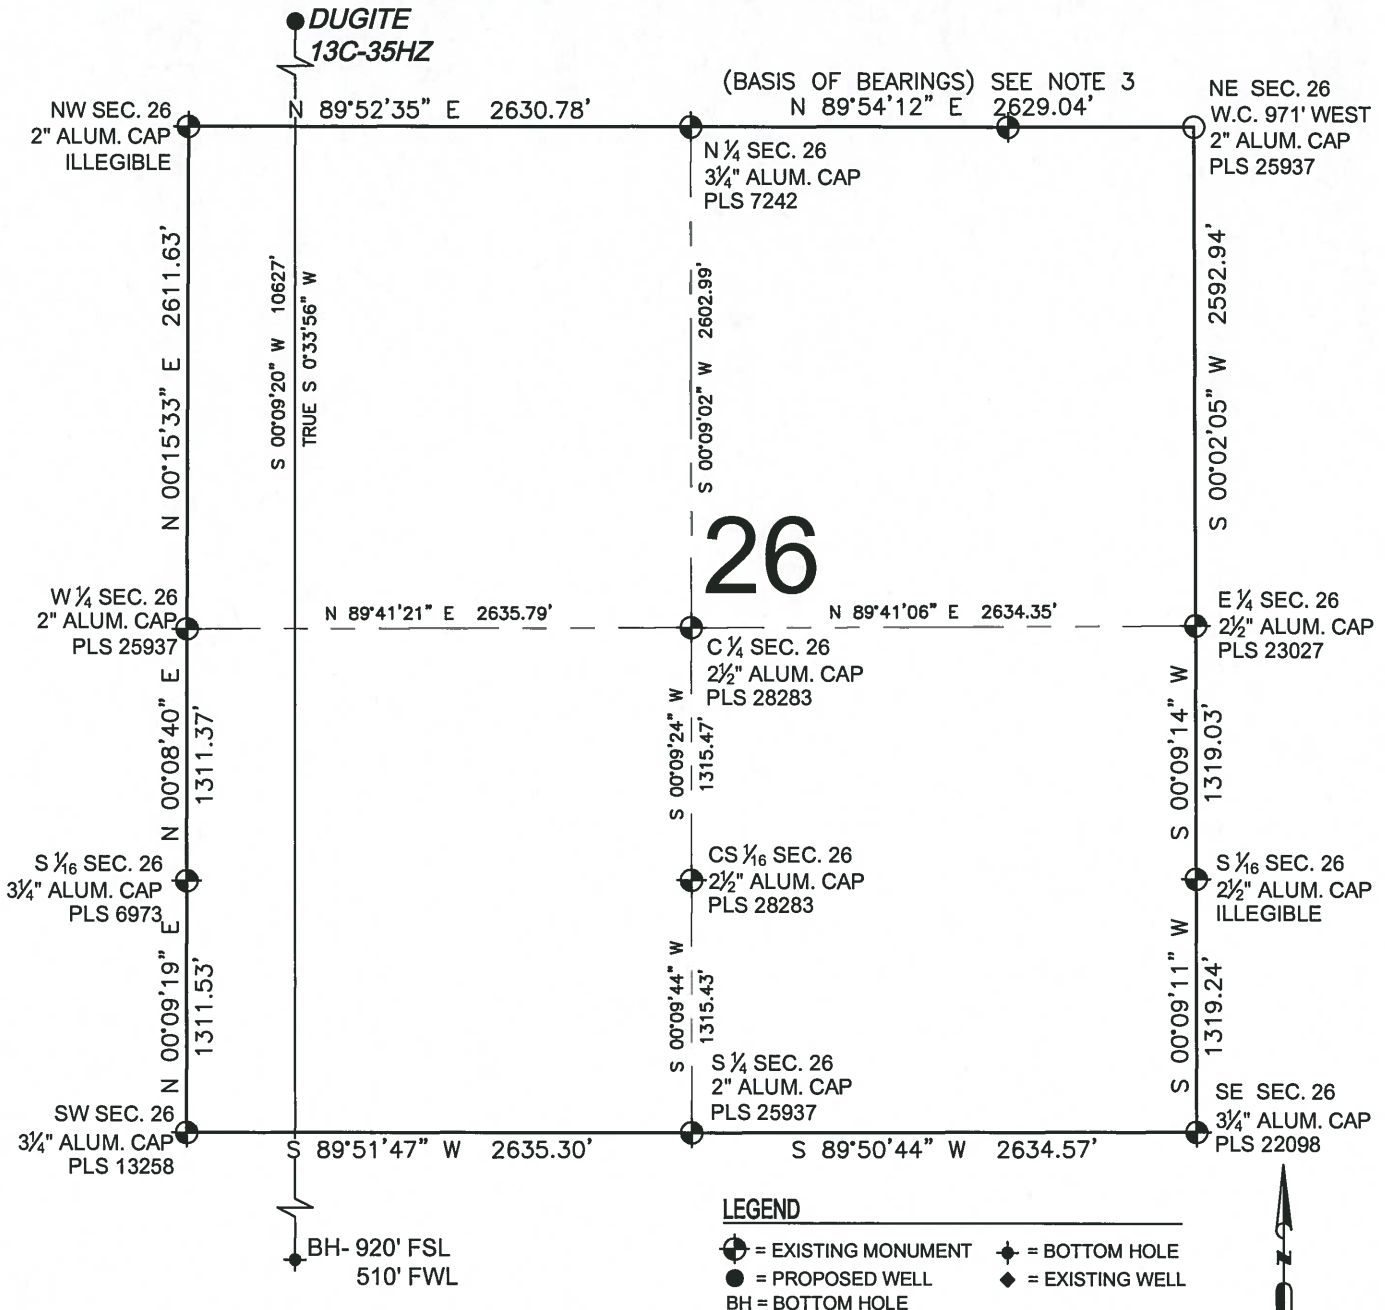 DUGITE
13C-35HZ
(BASIS OF BEARINGS) SEE NOTE 3
N 89°52'35" E 2630.78'
N 89°54'12" E 2629.04'
NW SEC. 26
2" ALUM. CAP
ILLEGIBLE
N ¼ SEC. 26
3¼" ALUM. CAP
PLS 7242
NE SEC. 26
W.C. 971' WEST
2" ALUM. CAP
PLS 25937
N 00°15'33" E 2611.63'
S 00°09'20" W 10627'
TRUE S 0°33'56" W
S 00°09'02" W 2602.99'
S 00°02'05" W 2592.94'
26
W ¼ SEC. 26
2" ALUM. CAP
PLS 25937
N 89°41'21" E 2635.79'
N 89°41'06" E 2634.35'
C ¼ SEC. 26
2½" ALUM. CAP
PLS 28283
E ¼ SEC. 26
2½" ALUM. CAP
PLS 23027
N 00°08'40" E
1311.37'
S 00°09'24" W
1315.47'
S 00°09'14" W
1319.03'
S 1⁄16 SEC. 26
3¼" ALUM. CAP
PLS 6973
CS 1⁄16 SEC. 26
2½" ALUM. CAP
PLS 28283
S 1⁄16 SEC. 26
2½" ALUM. CAP
ILLEGIBLE
N 00°09'19" E
1311.53'
S 00°09'44" W
1315.43'
S 00°09'11" W
1319.24'
SW SEC. 26
3¼" ALUM. CAP
PLS 13258
S ¼ SEC. 26
2" ALUM. CAP
PLS 25937
SE SEC. 26
3¼" ALUM. CAP
PLS 22098
S 89°51'47" W 2635.30'
S 89°50'44" W 2634.57'
BH- 920' FSL
510' FWL
LEGEND
= EXISTING MONUMENT
= BOTTOM HOLE
= PROPOSED WELL
= EXISTING WELL
BH = BOTTOM HOLE
N